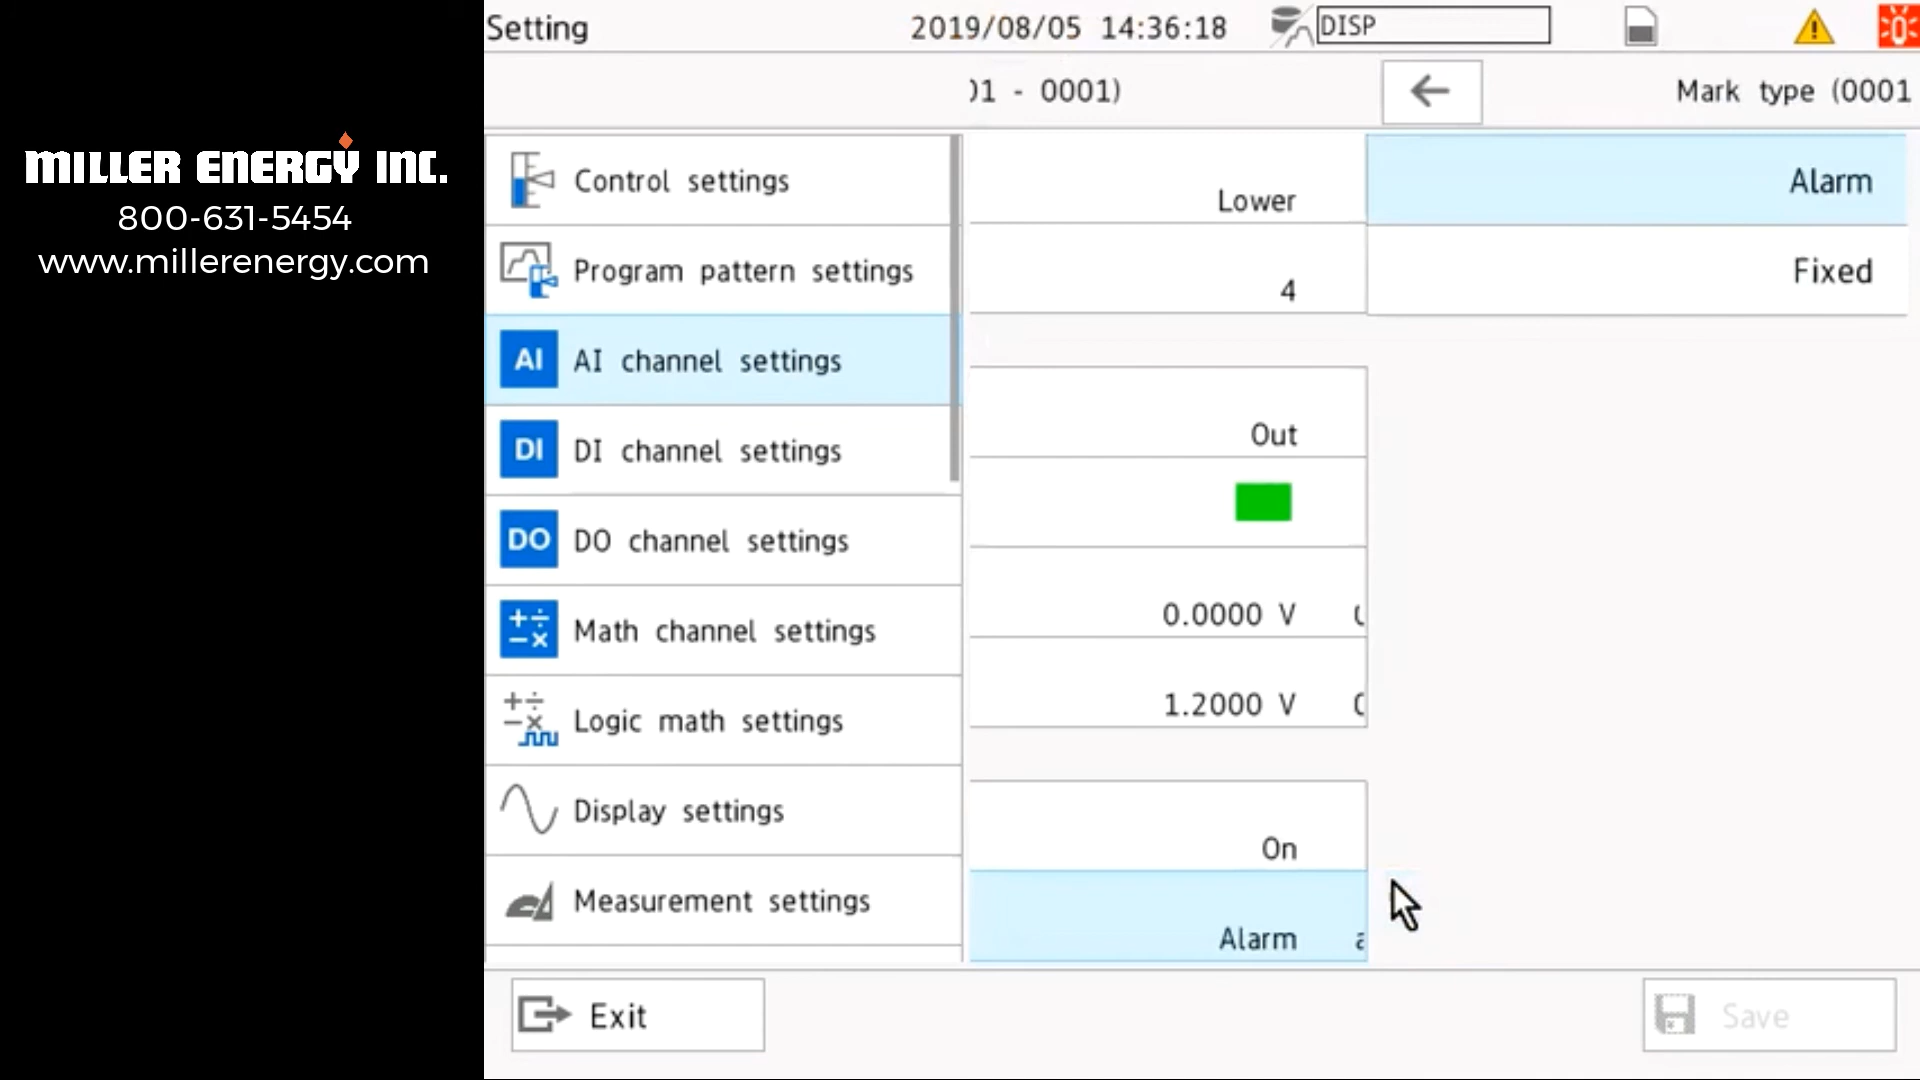 MILLER ENERGY INC.
800-631-5454
www.millerenergy.com
Setting
2019/08/05 14:36:18
DISP
01 - 0001)
Mark type (0001
Control settings
Program pattern settings
AI AI channel settings
DI DI channel settings
DO DO channel settings
Math channel settings
Logic math settings
Display settings
Measurement settings
Lower
4
Out
0.0000 V
1.2000 V
On
Alarm
Alarm
Fixed
Exit
Save